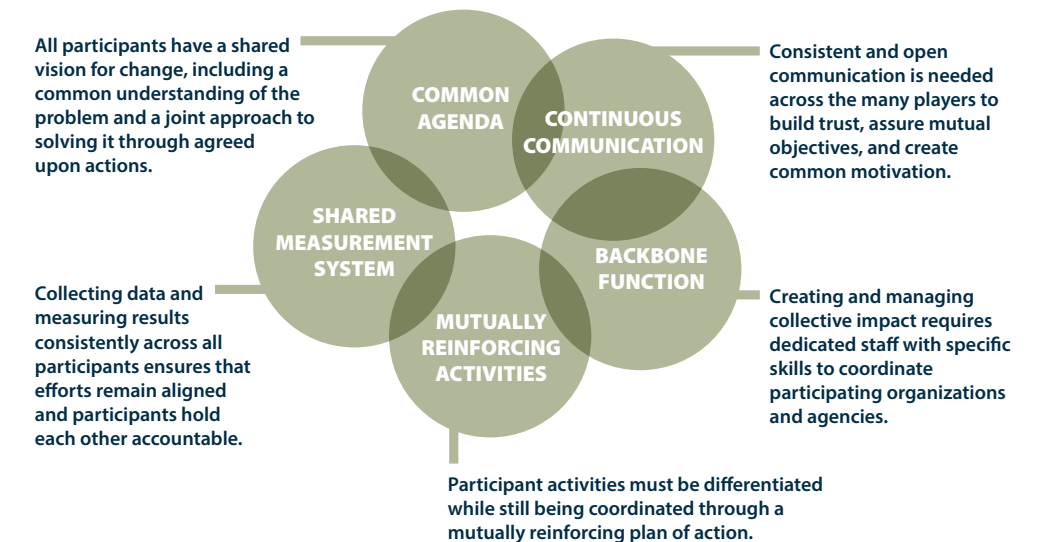 All participants have a shared
vision for change, including a
common understanding of the
problem and a joint approach to
solving it through agreed
upon actions.
COMMON
AGENDA
CONTINUOUS
COMMUNICATION
Consistent and open
communication is needed
across the many players to
build trust, assure mutual
objectives, and create
common motivation.
SHARED
MEASUREMENT
SYSTEM
BACKBONE
FUNCTION
Collecting data and
measuring results
consistently across all
participants ensures that
efforts remain aligned
and participants hold
each other accountable.
MUTUALLY
REINFORCING
ACTIVITIES
Creating and managing
collective impact requires
dedicated staff with specific
skills to coordinate
participating organizations
and agencies.
Participant activities must be differentiated
while still being coordinated through a
mutually reinforcing plan of action.